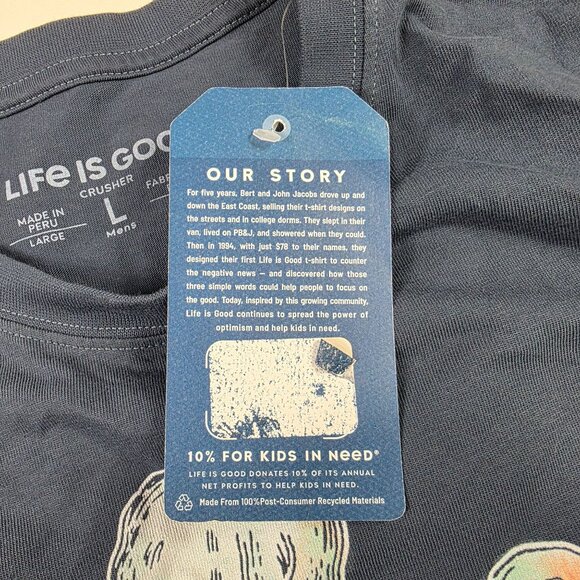 LIFE IS GOO
CRUSHER
MADE IN
PERU
LARGE
L
Mens
OUR STORY
For five years, Bert and John Jacobs drove up and
down the East Coast, selling their t-shirt designs on
the streets and in college dorms. They slept in their
van, lived on PB&J, and showered when they could.
Then in 1994, with just $78 to their names, they
designed their first Life is Good t-shirt to counter
the negative news — and discovered how those
three simple words could help people to focus on
the good. Today, inspired by this growing community,
Life is Good continues to spread the power of
optimism and help kids in need.
10% FOR KIDS IN NeeD®
LIFE IS GOOD DONATES 10% OF ITS ANNUAL
NET PROFITS TO HELP KIDS IN NEED.
Made From 100%Post-Consumer Recycled Materials